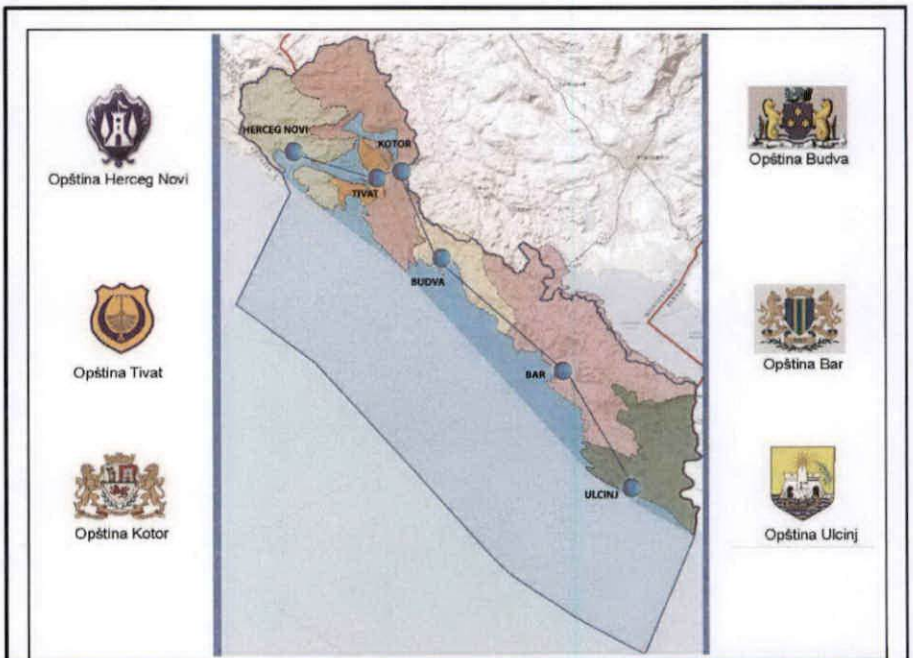 Opština Herceg Novi
Opština Tivat
Opština Kotor
HERCEG NOVI
KOTOR
TIVAT
BUDVA
BAR
ULCINJ
Opština Budva
Opština Bar
Opština Ulcinj